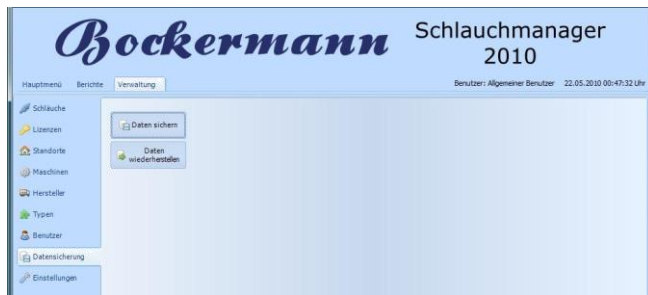 Bockermann
Schlauchmanager
2010
Hauptmenü Berichte Verwaltung
Benutzer: Allgemeiner Benutzer 22.05.2010 00:47:32 Uhr
Schläuche
Lizenzen
Standorte
Maschinen
Hersteller
Typen
Benutzer
Datensicherung
Einstellungen
Daten sichern
Daten
wiederherstellen